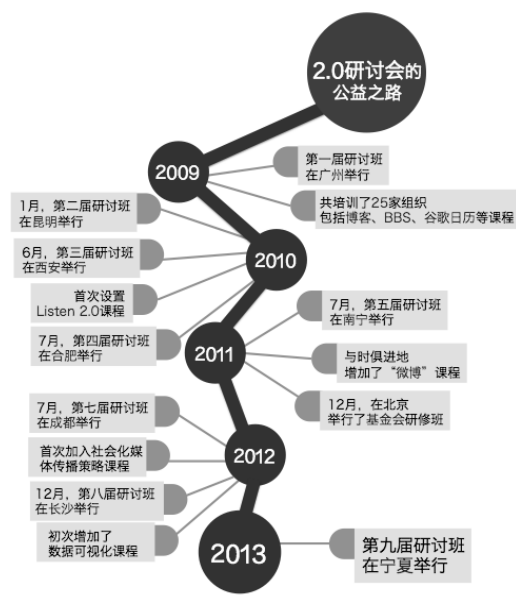 2.0研讨会的
公益之路
2009
第一届研讨班
在广州举行
共培训了25家组织
包括博客、BBS、谷歌日历等课程
2010
1月，第二届研讨班
在昆明举行
6月，第三届研讨班
在西安举行
首次设置
Listen 2.0课程
7月，第四届研讨班
在合肥举行
2011
7月，第五届研讨班
在南宁举行
与时俱进地
增加了“微博”课程
12月，在北京
举行了基金会研修班
2012
7月，第七届研讨班
在成都举行
首次加入社会化媒
体传播策略课程
12月，第八届研讨班
在长沙举行
初次增加了
数据可视化课程
2013
第九届研讨班
在宁夏举行